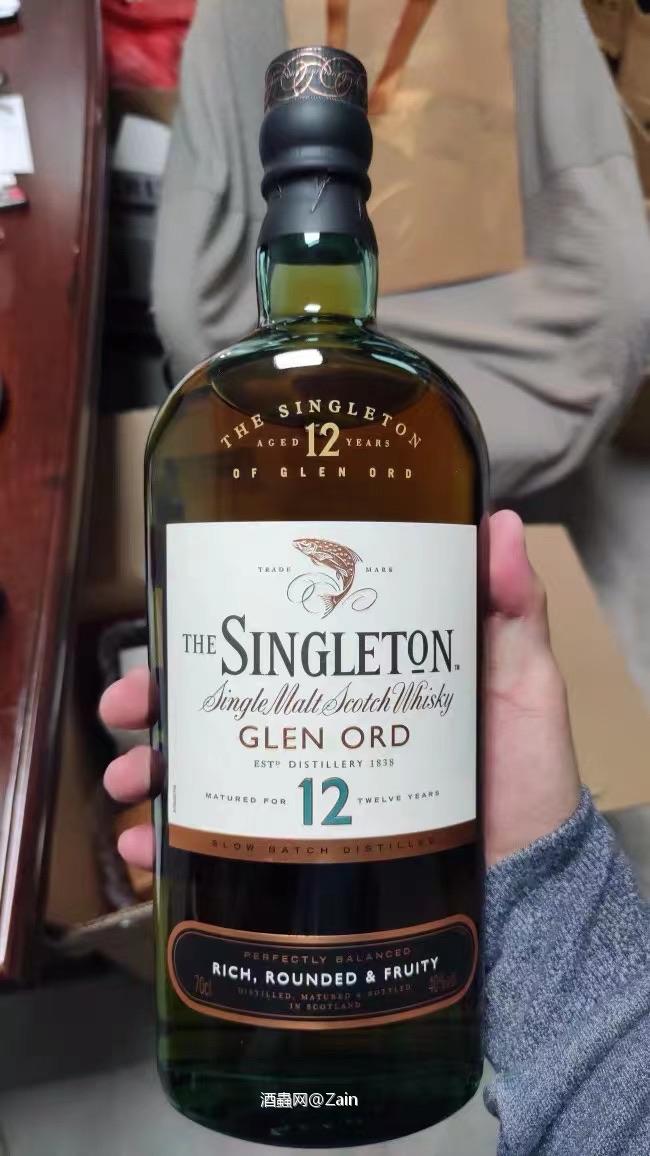 THE SINGLETON
AGED 12 YEARS
OF GLEN ORD
TRADE MARK
THE SINGLETON
Single Malt Scotch Whisky
GLEN ORD
ESTD DISTILLERY 1838
MATURED FOR 12 TWELVE YEARS
SLOW BATCH DISTILLED
PERFECTLY BALANCED
RICH, ROUNDED & FRUITY
70cl DISTILLED, MATURED & BOTTLED 40%vol
IN SCOTLAND
酒蟲网@Zain